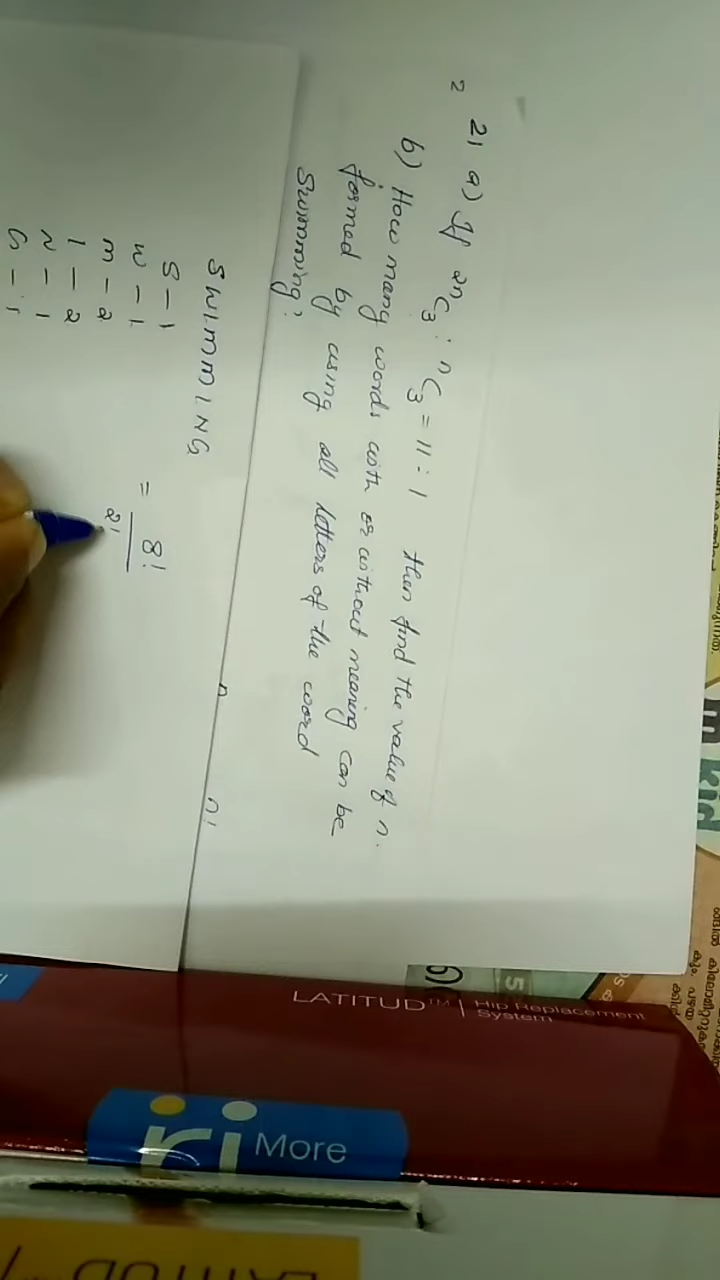 2 21 a) If 2nC3 : nC3 = 11 : 1 then find the value of n.
b) How many words with or without meaning can be
formed by using all letters of the word
Swimming?
SWIMMING
S - 1
W - 1
M - 2
I - 2
N - 1
G - 1
= 8!
2!
n
n!
LATITUD™ | Hip Replacement
System
More
5